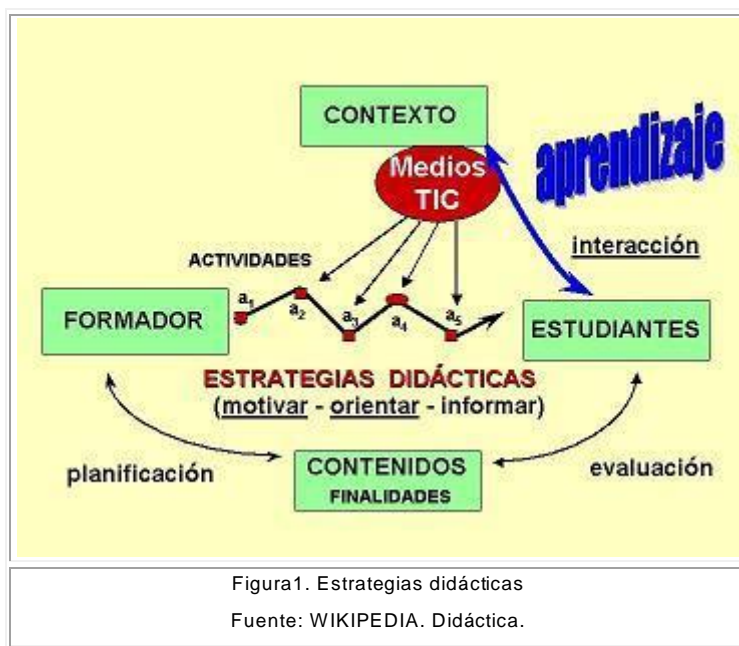 CONTEXTO
Medios
TIC
aprendizaje
interacción
ACTIVIDADES
a1
a2
a3
a4
a5
FORMADOR
ESTUDIANTES
ESTRATEGIAS DIDÁCTICAS
(motivar - orientar - informar)
planificación
CONTENIDOS
FINALIDADES
evaluación
Figura1. Estrategias didácticas
Fuente: WIKIPEDIA. Didáctica.